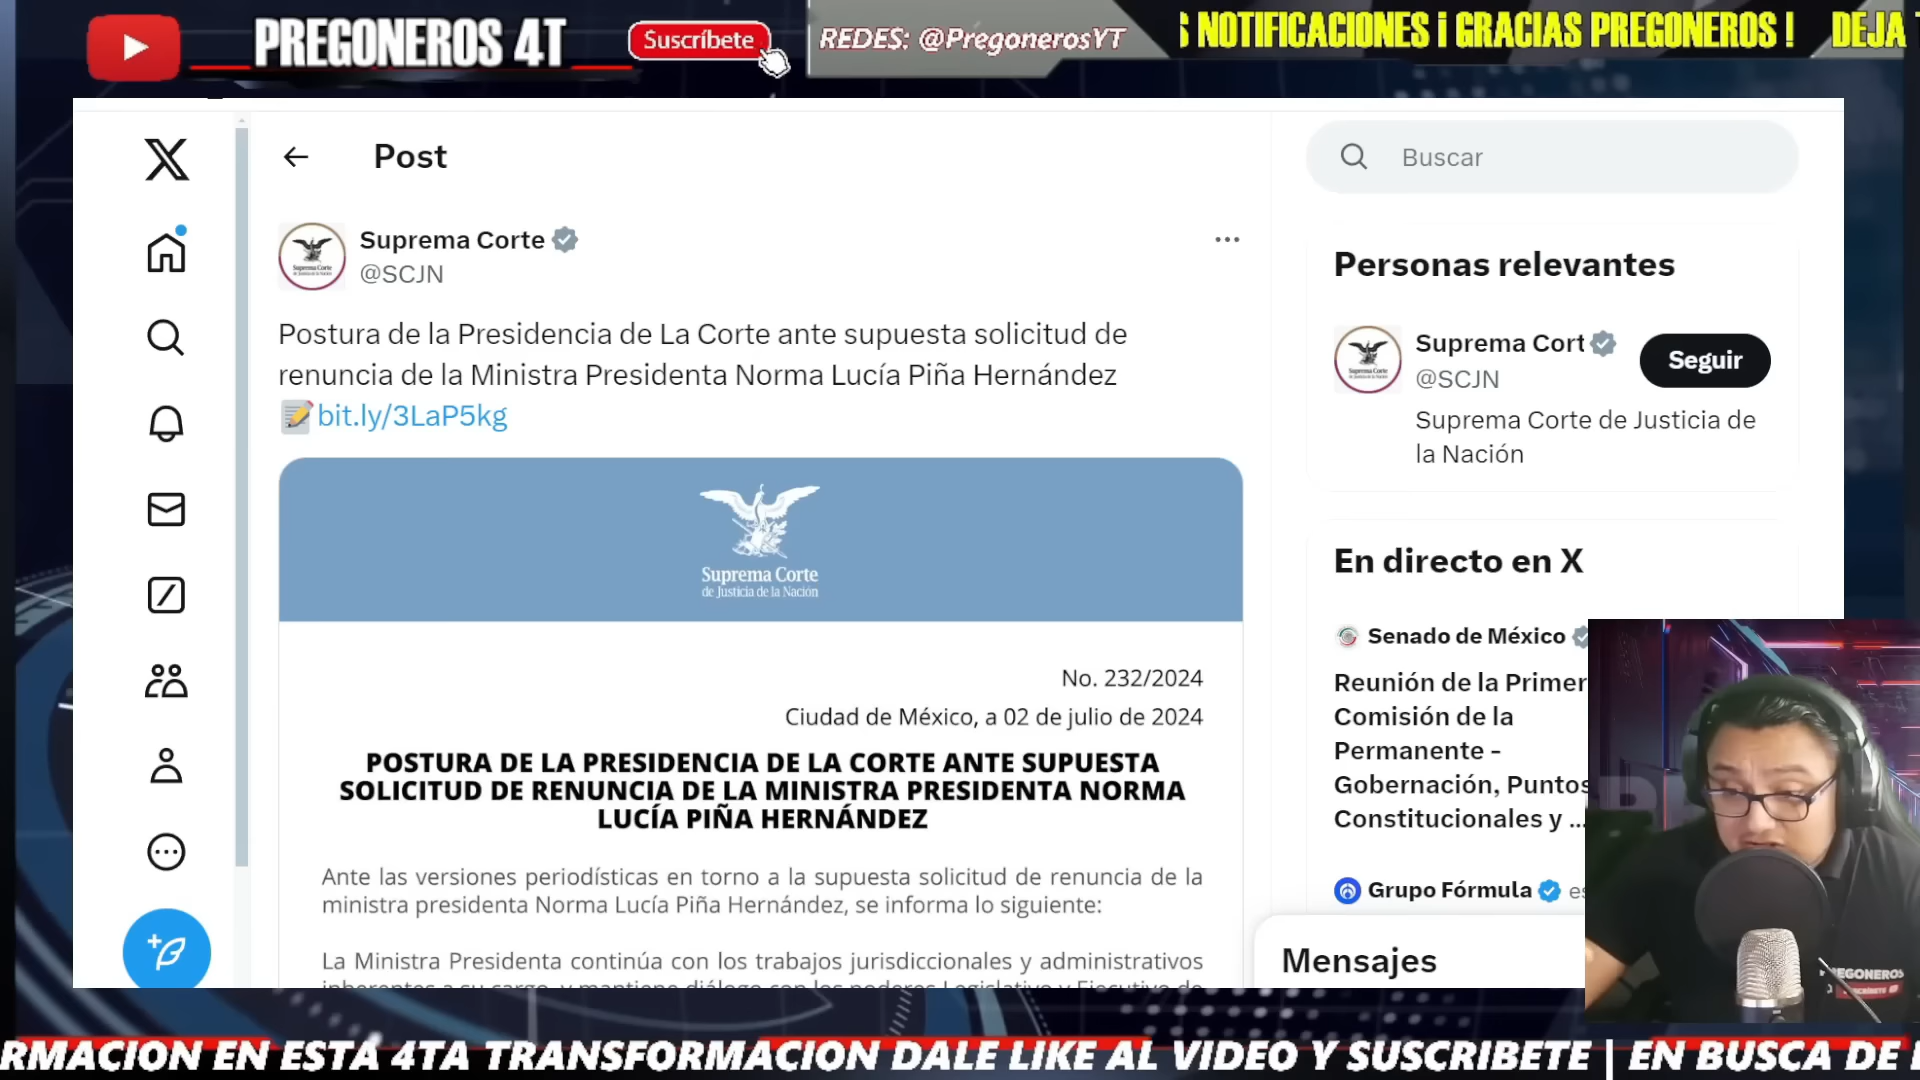 PREGONEROS 4T
Suscríbete
REDES: @PregonerosYT
NOTIFICACIONES ¡ GRACIAS PREGONEROS ! DEJA
Post
Buscar
Suprema Corte
@SCJN
Postura de la Presidencia de La Corte ante supuesta solicitud de
renuncia de la Ministra Presidenta Norma Lucía Piña Hernández
bit.ly/3LaP5kg
Suprema Corte
de Justicia de la Nación
No. 232/2024
Ciudad de México, a 02 de julio de 2024
POSTURA DE LA PRESIDENCIA DE LA CORTE ANTE SUPUESTA
SOLICITUD DE RENUNCIA DE LA MINISTRA PRESIDENTA NORMA
LUCÍA PIÑA HERNÁNDEZ
Ante las versiones periodísticas en torno a la supuesta solicitud de renuncia de la
ministra presidenta Norma Lucía Piña Hernández, se informa lo siguiente:
La Ministra Presidenta continúa con los trabajos jurisdiccionales y administrativos
Personas relevantes
Suprema Cort
@SCJN
Seguir
Suprema Corte de Justicia de
la Nación
En directo en X
Senado de México
Reunión de la Primer
Comisión de la
Permanente -
Gobernación, Puntos
Constitucionales y ...
Grupo Fórmula es
Mensajes
RMACION EN ESTA 4TA TRANSFORMACION DALE LIKE AL VIDEO Y SUSCRIBETE | EN BUSCA DE